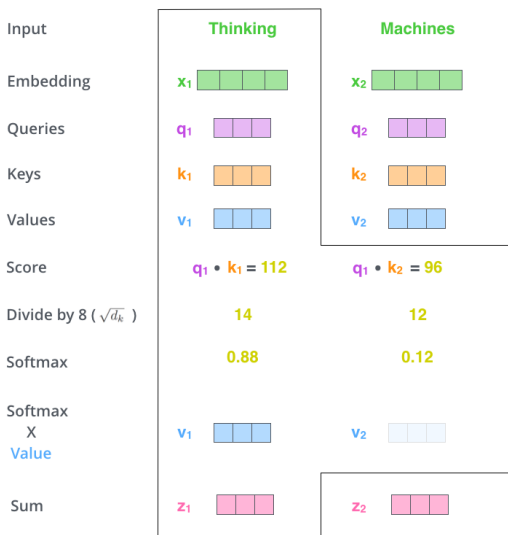 Input Thinking Machines
Embedding x₁ x₂
Queries q₁ q₂
Keys k₁ k₂
Values v₁ v₂
Score q₁ • k₁ = 112 q₁ • k₂ = 96
Divide by 8 ( √dₖ ) 14 12
Softmax 0.88 0.12
Softmax
X
Value v₁ v₂
Sum z₁ z₂